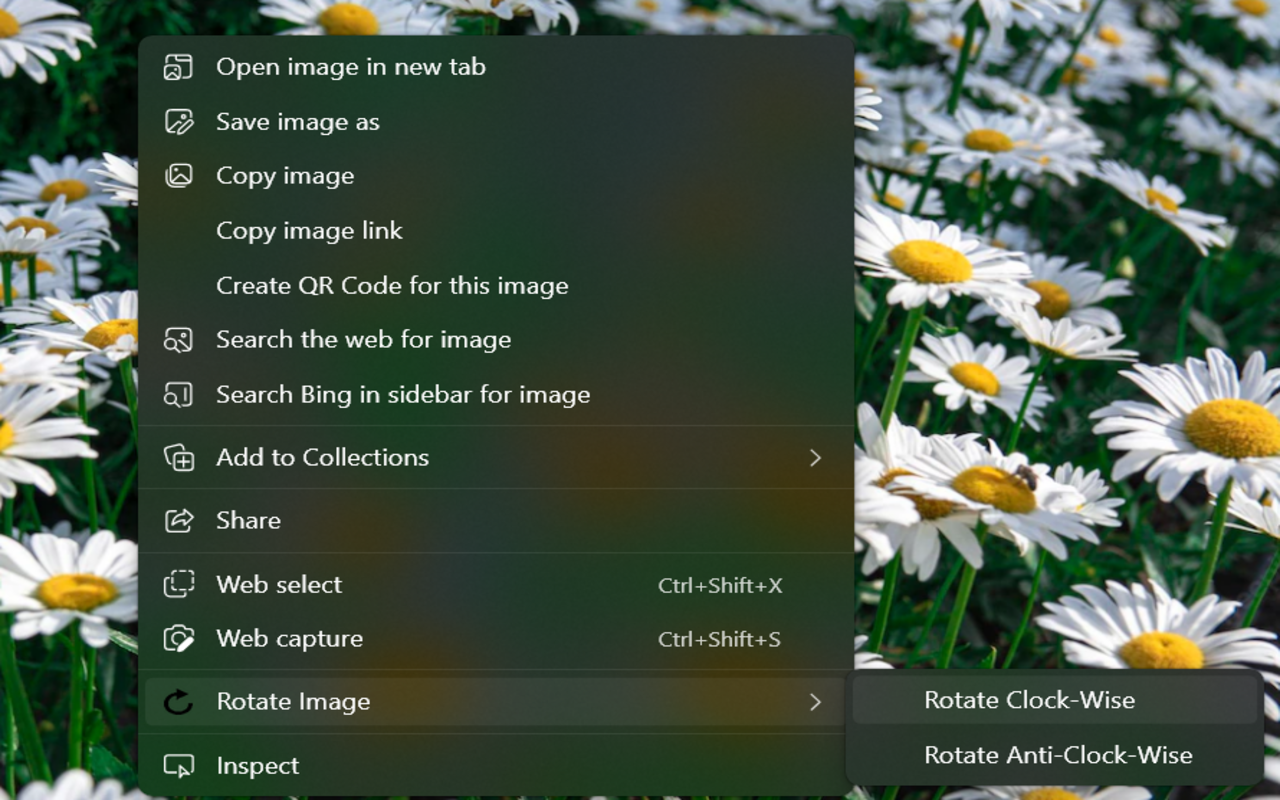 Open image in new tab
Save image as
Copy image
Copy image link
Create QR Code for this image
Search the web for image
Search Bing in sidebar for image
Add to Collections
Share
Web select Ctrl+Shift+X
Web capture Ctrl+Shift+S
Rotate Image
Rotate Clock-Wise
Rotate Anti-Clock-Wise
Inspect